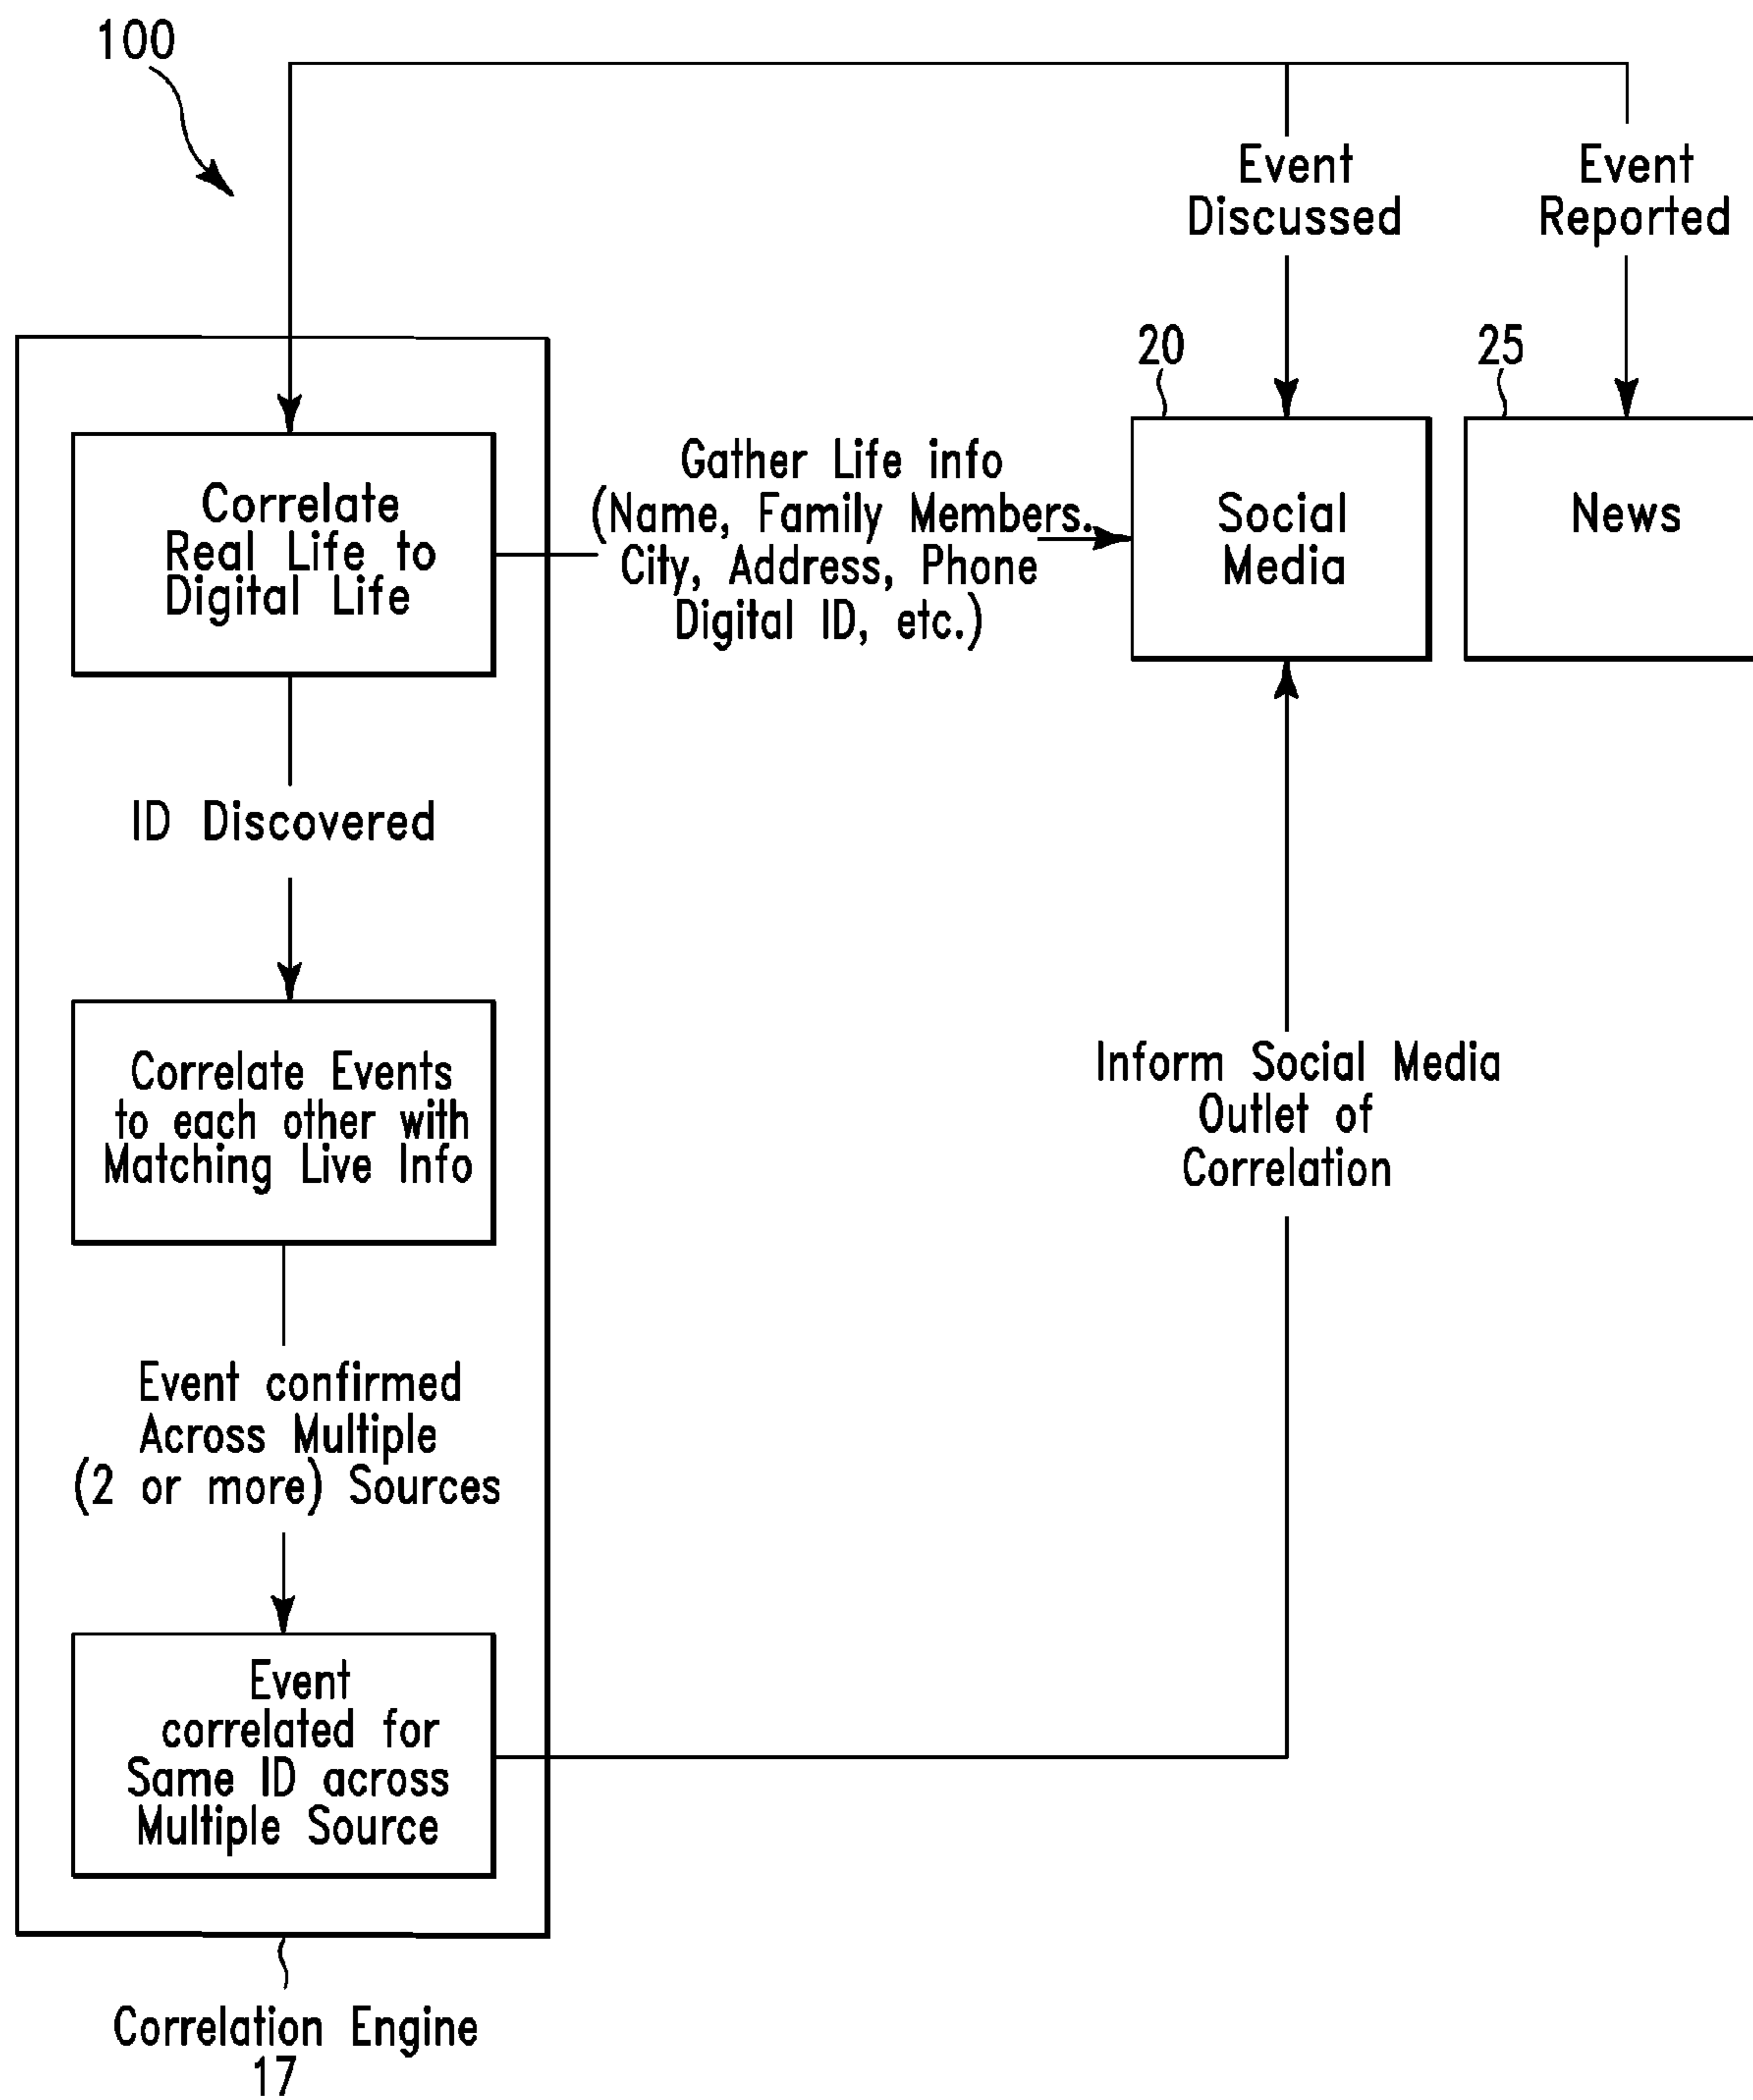 100
Event
Discussed
Event
Reported
20
25
Correlate
Real Life to
Digital Life
Gather Life info
(Name, Family Members.
City, Address, Phone
Digital ID, etc.)
Social
Media
News
ID Discovered
Correlate Events
to each other with
Matching Live Info
Inform Social Media
Outlet of
Correlation
Event confirmed
Across Multiple
(2 or more) Sources
Event
correlated for
Same ID across
Multiple Source
Correlation Engine
17